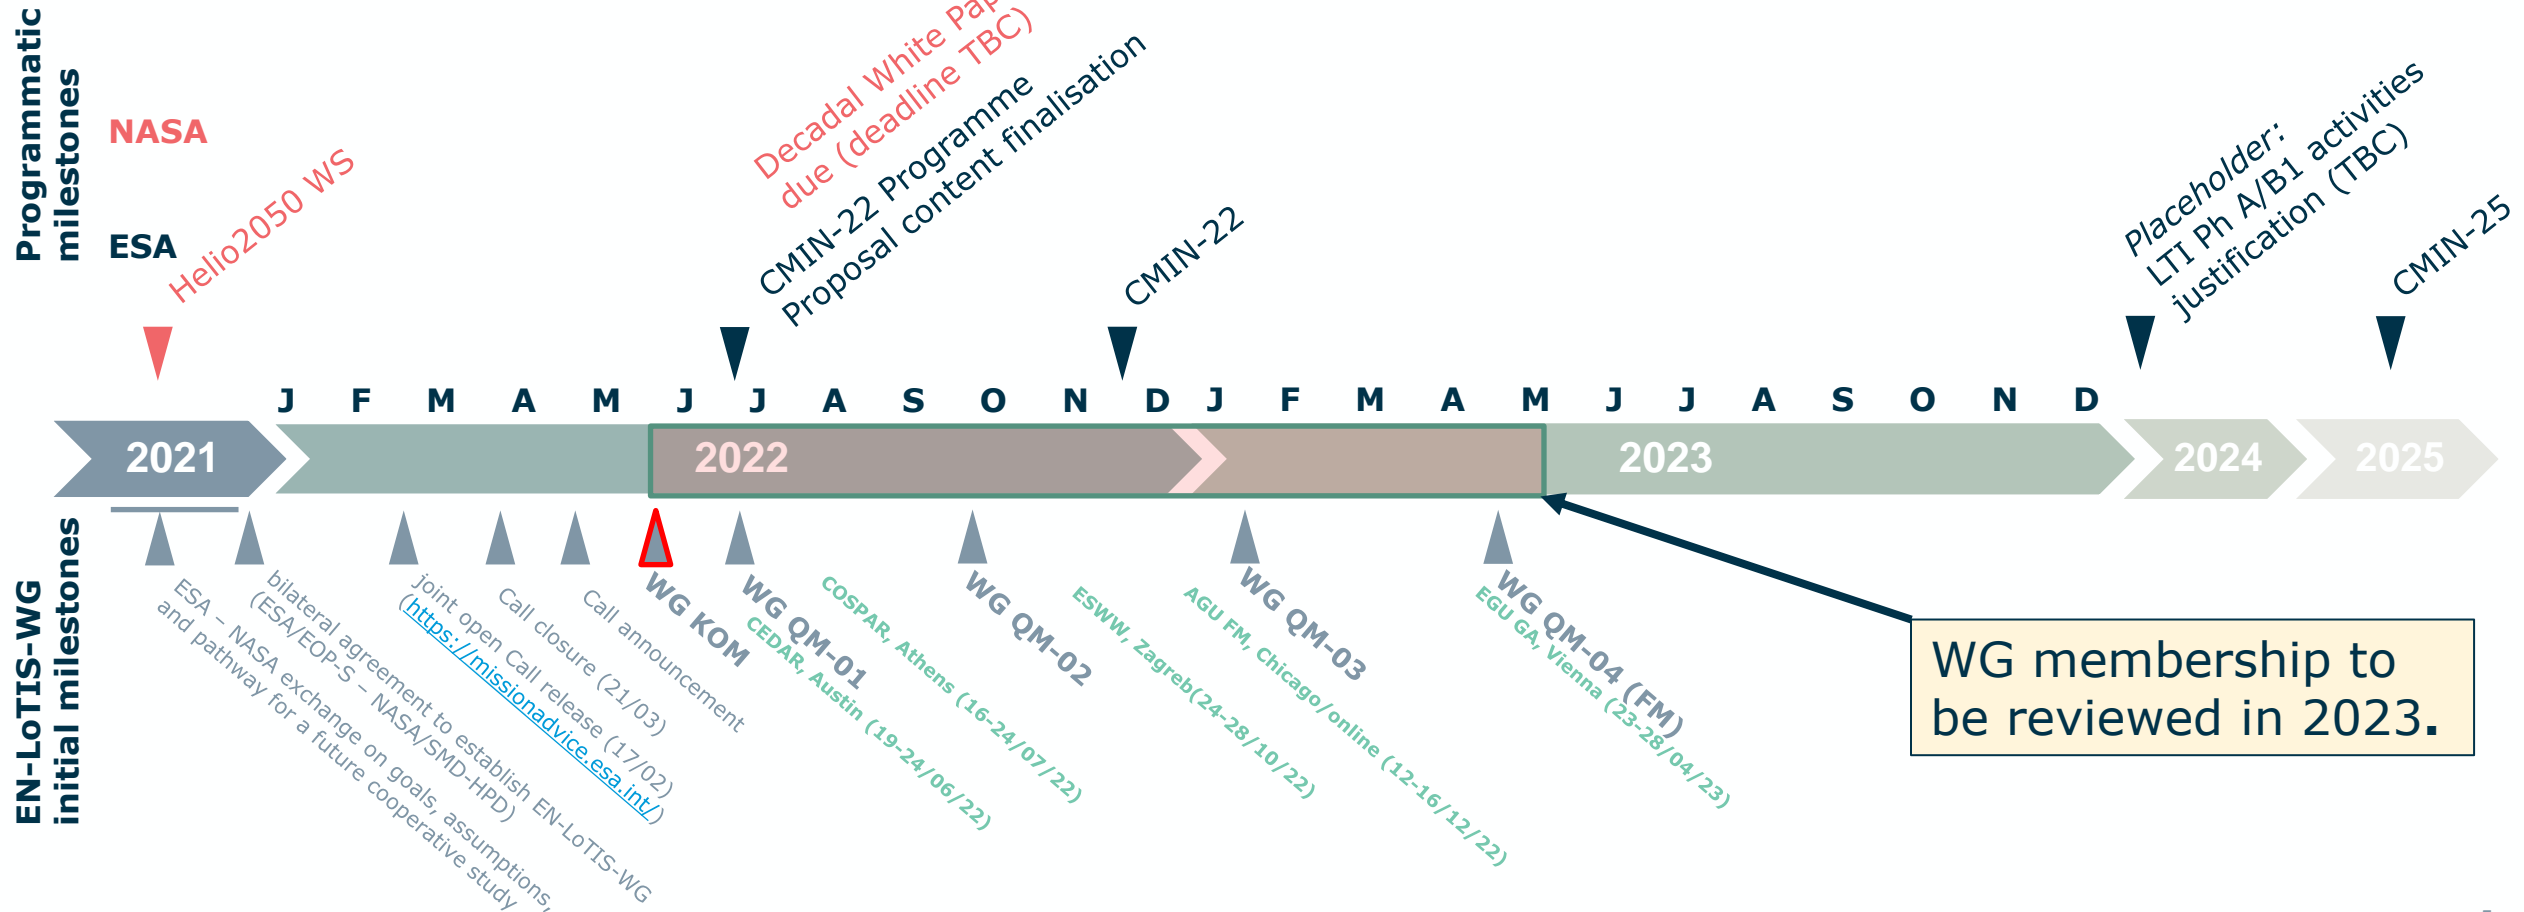 Programmatic
milestones
NASA
ESA
Helio2050 WS
Decadal White
due (deadline TBC)
CMIN-22 Programme
Proposal content finalisation
CMIN-22
Placeholder:
LTI Ph A/B1 activities
justification (TBC)
CMIN-25
J F M A M J J A S O N D J F M A M J J A S O N D
2021
2022
2023
2024
2025
EN-LoTIS-WG
initial milestones
ESA – NASA exchange on goals, assumptions,
and pathway for a future cooperative study
bilateral agreement to establish EN-LoTIS-WG
(ESA/EOP-S – NASA/SMD-HPD)
joint open Call release (17/02)
(https://missionadvice.esa.int/)
Call closure (21/03)
Call announcement
WG KOM
WG QM-01
CEDAR, Austin (19-24/06/22)
COSPAR, Athens (16-24/07/22)
WG QM-02
ESWW, Zagreb(24-28/10/22)
AGU FM, Chicago/online (12-16/12/22)
WG QM-03
WG QM-04 (FM)
EGU GA, Vienna (23-28/04/23)
WG membership to
be reviewed in 2023.